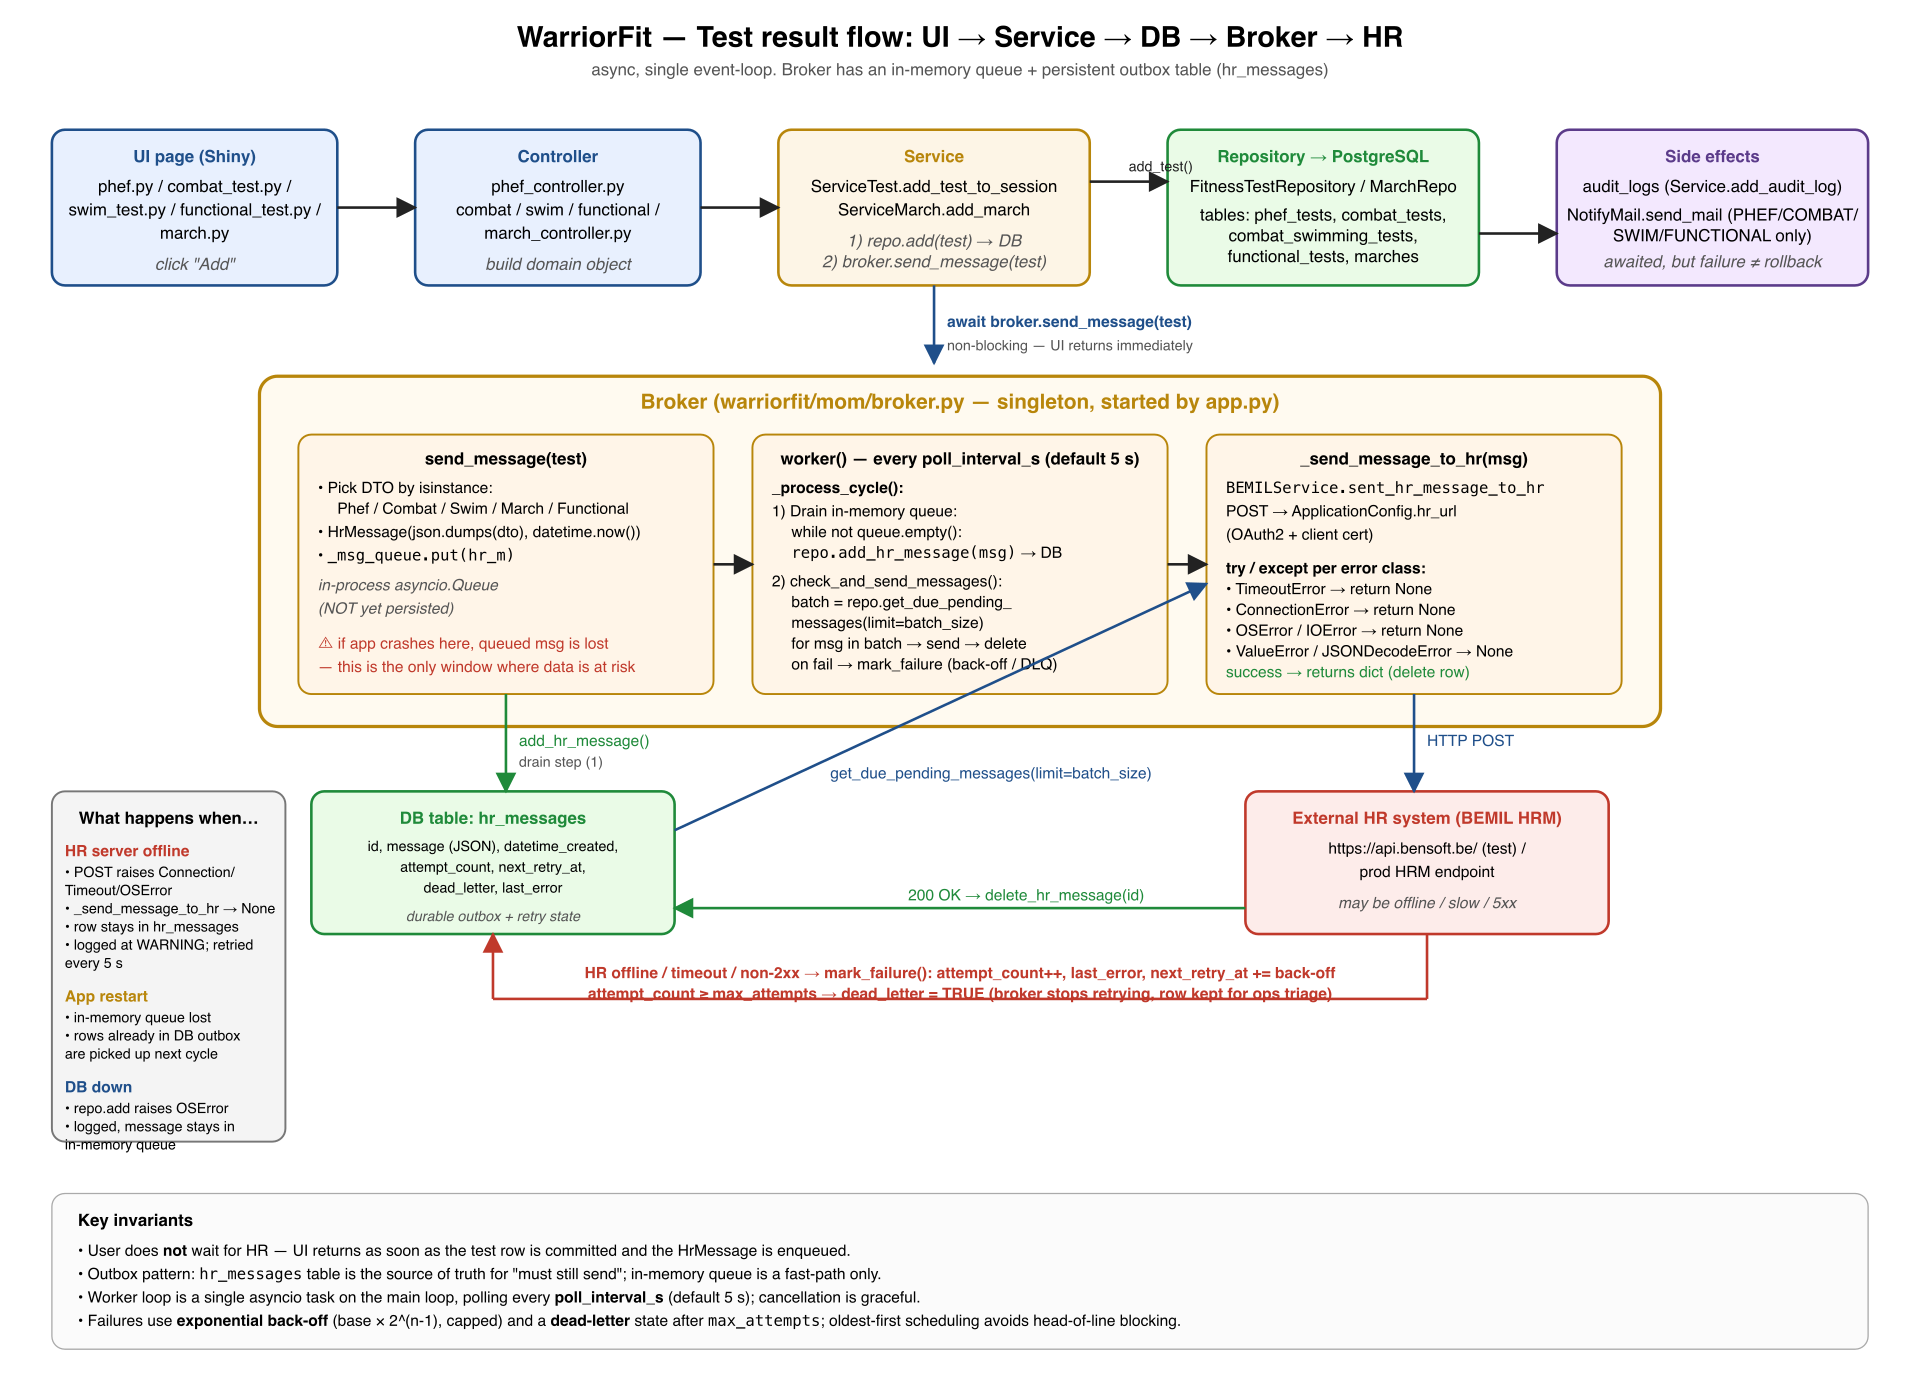 WarriorFit — Test result flow: UI → Service → DB → Broker → HR
async, single event-loop. Broker has an in-memory queue + persistent outbox table (hr_messages)
UI page (Shiny)
phef.py / combat_test.py /
swim_test.py / functional_test.py /
march.py
click "Add"
Controller
phef_controller.py
combat / swim / functional /
march_controller.py
build domain object
Service
ServiceTest.add_test_to_session
ServiceMarch.add_march
1) repo.add(test) → DB
2) broker.send_message(test)
add_test()
Repository → PostgreSQL
FitnessTestRepository / MarchRepo
tables: phef_tests, combat_tests,
combat_swimming_tests,
functional_tests, marches
Side effects
audit_logs (Service.add_audit_log)
NotifyMail.send_mail (PHEF/COMBAT/
SWIM/FUNCTIONAL only)
awaited, but failure ≠ rollback
await broker.send_message(test)
non-blocking — UI returns immediately
Broker (warriorfit/mom/broker.py — singleton, started by app.py)
send_message(test)
• Pick DTO by isinstance:
Phef / Combat / Swim / March / Functional
• HrMessage(json.dumps(dto), datetime.now())
• _msg_queue.put(hr_m)
in-process asyncio.Queue
(NOT yet persisted)
⚠ if app crashes here, queued msg is lost
— this is the only window where data is at risk
worker() — every poll_interval_s (default 5 s)
_process_cycle():
1) Drain in-memory queue:
while not queue.empty():
repo.add_hr_message(msg) → DB
2) check_and_send_messages():
batch = repo.get_due_pending_
messages(limit=batch_size)
for msg in batch → send → delete
on fail → mark_failure (back-off / DLQ)
_send_message_to_hr(msg)
BEMILService.sent_hr_message_to_hr
POST → ApplicationConfig.hr_url
(OAuth2 + client cert)
try / except per error class:
• TimeoutError → return None
• ConnectionError → return None
• OSError / IOError → return None
• ValueError / JSONDecodeError → None
success → returns dict (delete row)
add_hr_message()
drain step (1)
get_due_pending_messages(limit=batch_size)
HTTP POST
What happens when…
HR server offline
• POST raises Connection/
Timeout/OSError
• _send_message_to_hr → None
• row stays in hr_messages
• logged at WARNING; retried
every 5 s
App restart
• in-memory queue lost
• rows already in DB outbox
are picked up next cycle
DB down
• repo.add raises OSError
• logged, message stays in
in-memory queue
DB table: hr_messages
id, message (JSON), datetime_created,
attempt_count, next_retry_at,
dead_letter, last_error
durable outbox + retry state
200 OK → delete_hr_message(id)
External HR system (BEMIL HRM)
https://api.bensoft.be/ (test) /
prod HRM endpoint
may be offline / slow / 5xx
HR offline / timeout / non-2xx → mark_failure(): attempt_count++, last_error, next_retry_at += back-off
attempt_count ≥ max_attempts → dead_letter = TRUE (broker stops retrying, row kept for ops triage)
Key invariants
• User does not wait for HR — UI returns as soon as the test row is committed and the HrMessage is enqueued.
• Outbox pattern: hr_messages table is the source of truth for "must still send"; in-memory queue is a fast-path only.
• Worker loop is a single asyncio task on the main loop, polling every poll_interval_s (default 5 s); cancellation is graceful.
• Failures use exponential back-off (base × 2^(n-1), capped) and a dead-letter state after max_attempts; oldest-first scheduling avoids head-of-line blocking.